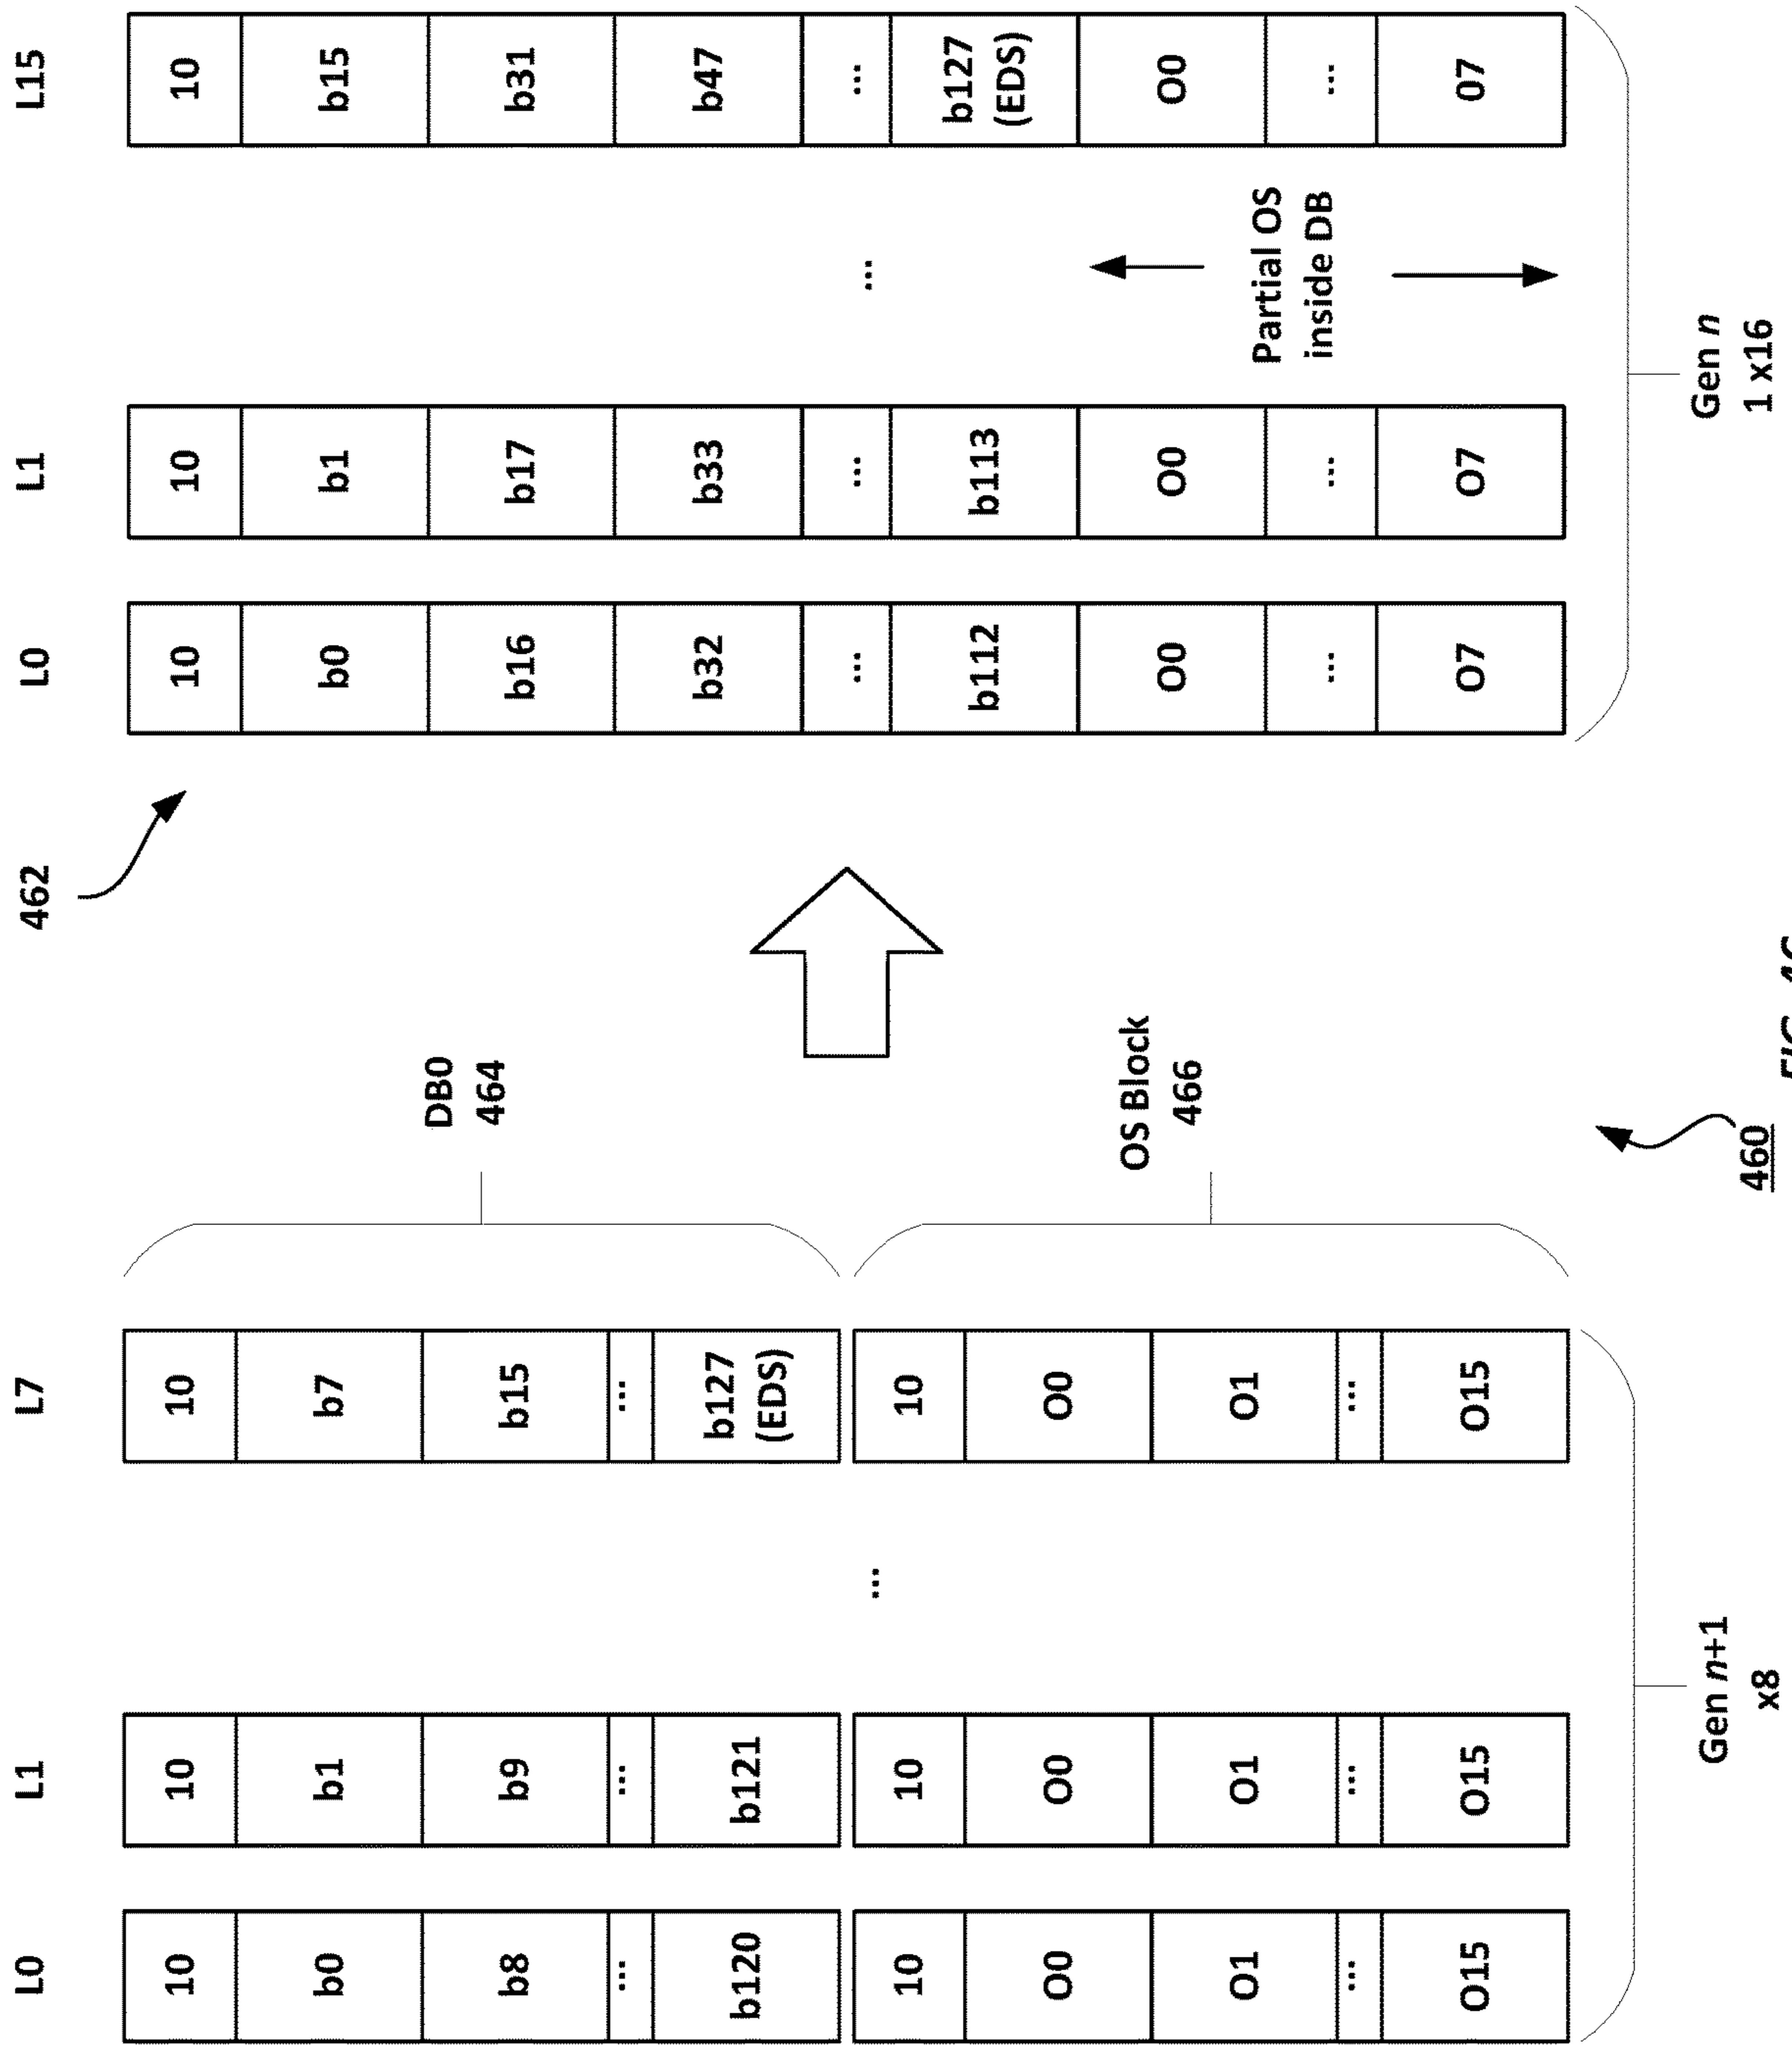 L0
10
b0
b8
...
b120
10
O0
O1
...
O15
L1
10
b1
b9
...
b121
10
O0
O1
...
O15
...
L7
10
b7
b15
...
b127
(EDS)
10
O0
O1
...
O15
DB0
464
OS Block
466
Gen n+1
x8
460
462
L0
10
b0
b16
b32
...
b112
O0
...
O7
L1
10
b1
b17
b33
...
b113
O0
...
O7
...
Partial OS
inside DB
L15
10
b15
b31
b47
...
b127
(EDS)
O0
...
07
Gen n
1 x16